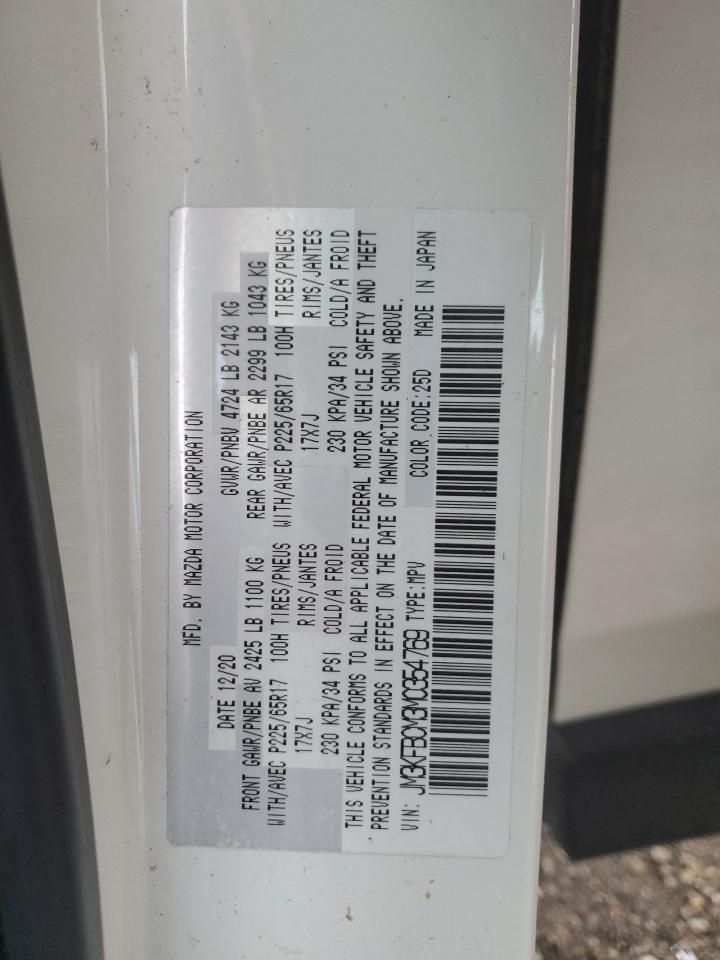 MFD. BY MAZDA MOTOR CORPORATION
DATE 12/20 GVWR/PNBV 4724 LB 2143 KG
FRONT GAWR/PNBE AV 2425 LB 1100 KG REAR GAWR/PNBE AR 2299 LB 1043 KG
WITH/AVEC P225/65R17 100H TIRES/PNEUS WITH/AVEC P225/65R17 100H TIRES/PNEUS
17X7J RIMS/JANTES 17X7J RIMS/JANTES
230 KPA/34 PSI COLD/A FROID 230 KPA/34 PSI COLD/A FROID
THIS VEHICLE CONFORMS TO ALL APPLICABLE FEDERAL MOTOR VEHICLE SAFETY AND THEFT
PREVENTION STANDARDS IN EFFECT ON THE DATE OF MANUFACTURE SHOWN ABOVE.
VIN: JM3KFBCM3M0354769 TYPE:MPV COLOR CODE:25D MADE IN JAPAN